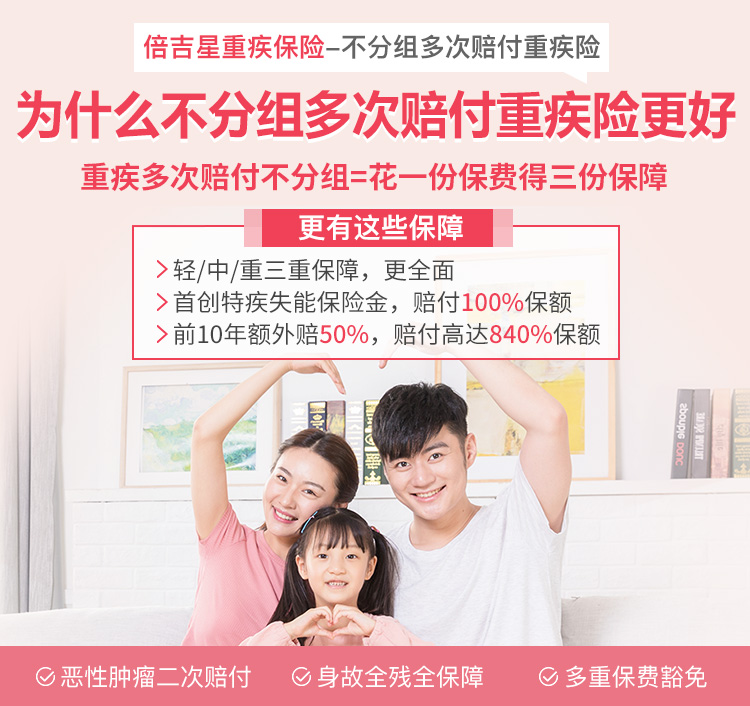 倍吉星重疾保险–不分组多次赔付重疾险
为什么不分组多次赔付重疾险更好
重疾多次赔付不分组=花一份保费得三份保障
更有这些保障
轻/中/重三重保障，更全面
首创特疾失能保险金，赔付100%保额
前10年额外赔50%，赔付高达840%保额
恶性肿瘤二次赔付 身故全残全保障 多重保费豁免